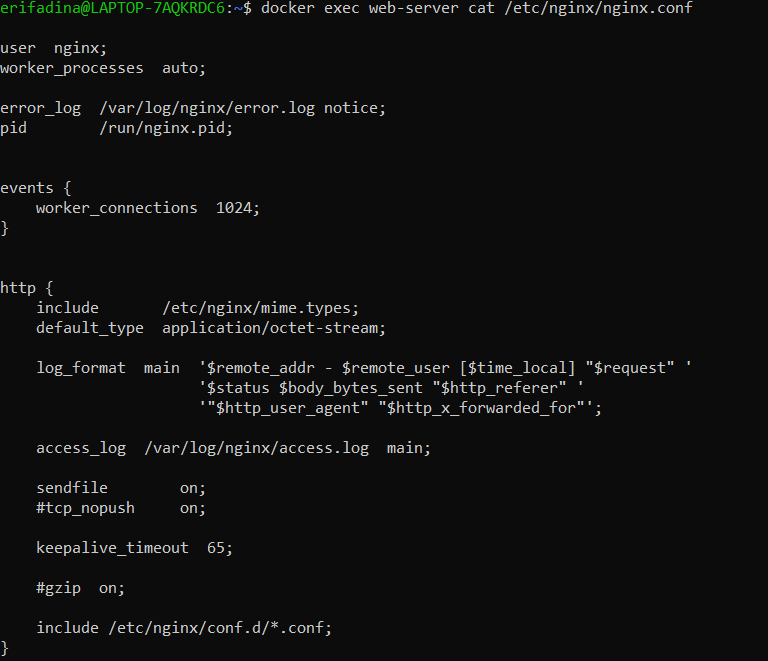 erifadina@LAPTOP-7AQKRDC6:~$ docker exec web-server cat /etc/nginx/nginx.conf

user  nginx;
worker_processes  auto;

error_log  /var/log/nginx/error.log notice;
pid        /run/nginx.pid;


events {
    worker_connections  1024;
}


http {
    include       /etc/nginx/mime.types;
    default_type  application/octet-stream;

    log_format  main  '$remote_addr - $remote_user [$time_local] "$request" '
                      '$status $body_bytes_sent "$http_referer" '
                      '"$http_user_agent" "$http_x_forwarded_for"';

    access_log  /var/log/nginx/access.log  main;

    sendfile        on;
    #tcp_nopush     on;

    keepalive_timeout  65;

    #gzip  on;

    include /etc/nginx/conf.d/*.conf;
}